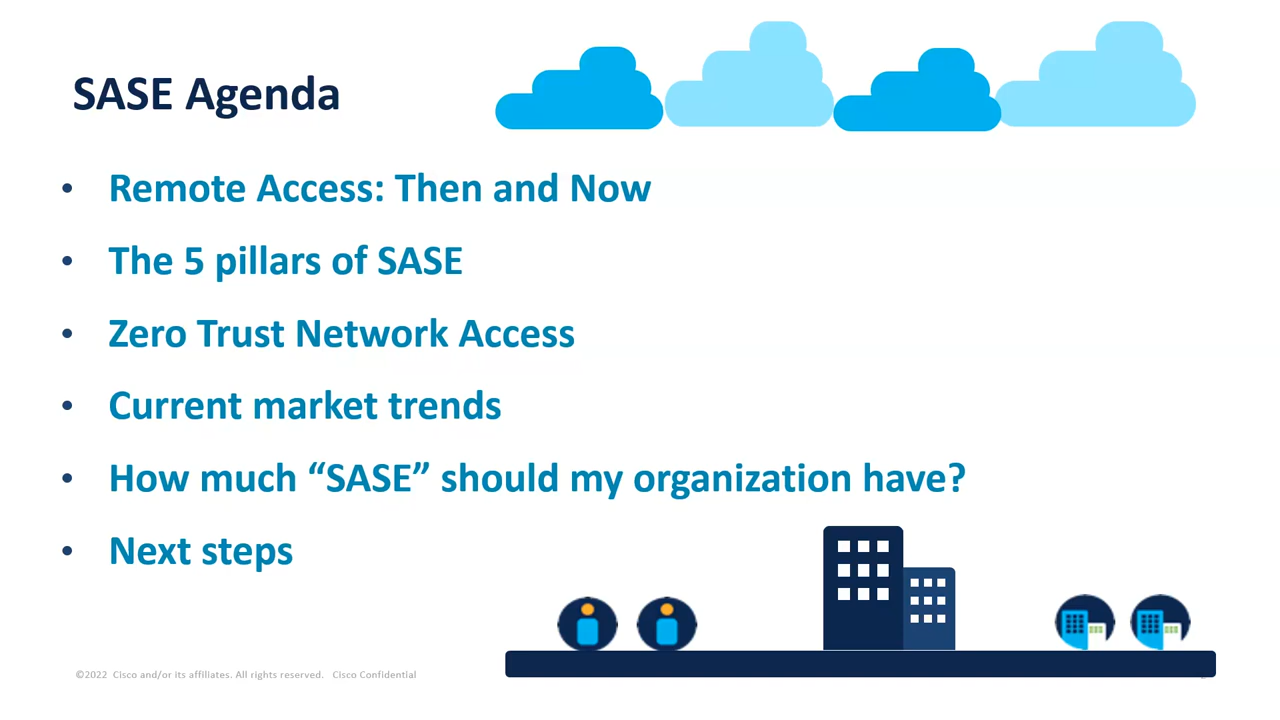 SASE Agenda
• Remote Access: Then and Now
• The 5 pillars of SASE
• Zero Trust Network Access
• Current market trends
• How much “SASE” should my organization have?
• Next steps
©2022 Cisco and/or its affiliates. All rights reserved. Cisco Confidential